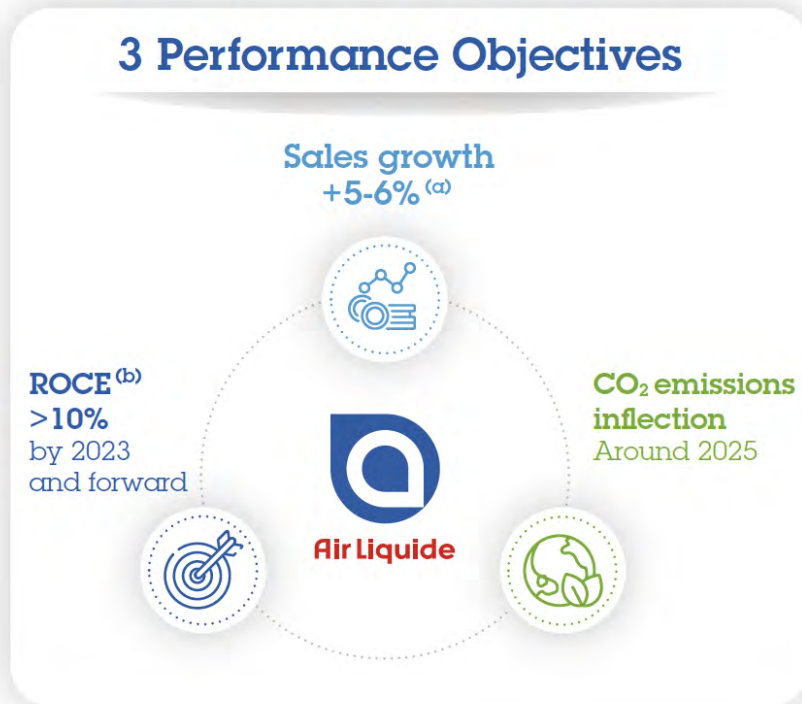 3 Performance Objectives
Sales growth
+5-6% (a)
ROCE (b)
>10%
by 2023
and forward
CO₂ emissions
inflection
Around 2025
Air Liquide